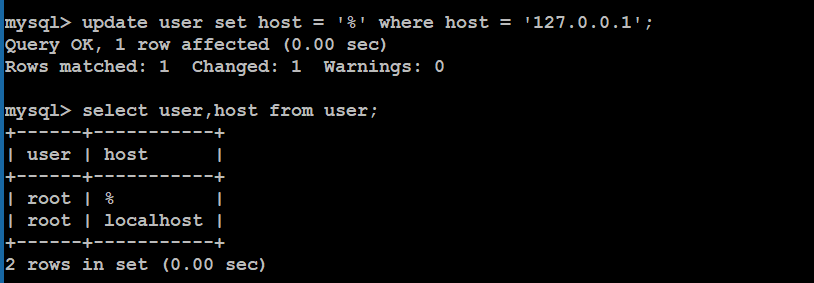 mysql> update user set host = '%' where host = '127.0.0.1';
Query OK, 1 row affected (0.00 sec)
Rows matched: 1  Changed: 1  Warnings: 0

mysql> select user,host from user;
+------+-----------+
| user | host      |
+------+-----------+
| root | %         |
| root | localhost |
+------+-----------+
2 rows in set (0.00 sec)